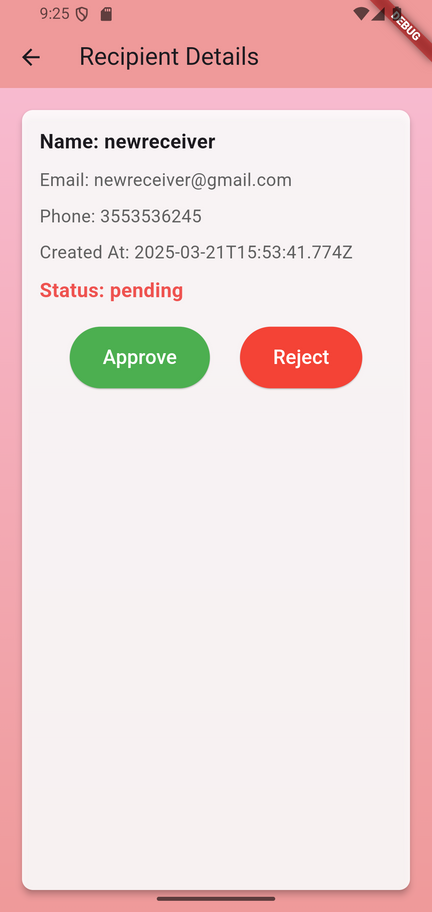 9:25
DEBUG
Recipient Details
Name: newreceiver
Email: newreceiver@gmail.com
Phone: 3553536245
Created At: 2025-03-21T15:53:41.774Z
Status: pending
Approve
Reject